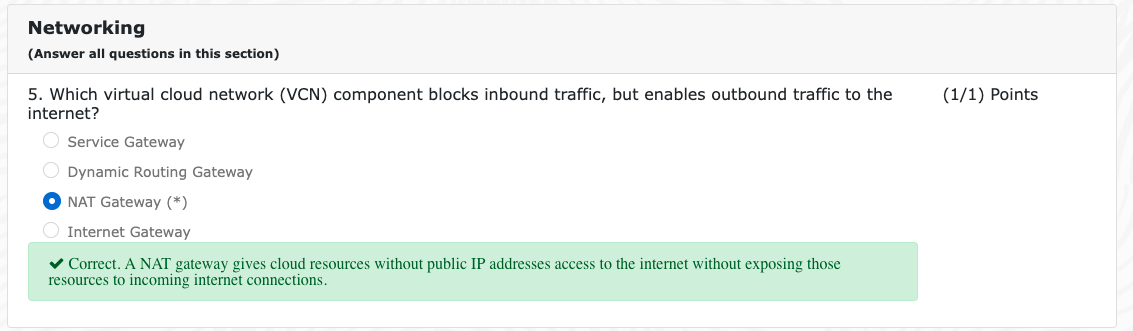 Networking
(Answer all questions in this section)
5. Which virtual cloud network (VCN) component blocks inbound traffic, but enables outbound traffic to the
internet?
(1/1) Points
Service Gateway
Dynamic Routing Gateway
NAT Gateway (*)
Internet Gateway
✔ Correct. A NAT gateway gives cloud resources without public IP addresses access to the internet without exposing those
resources to incoming internet connections.